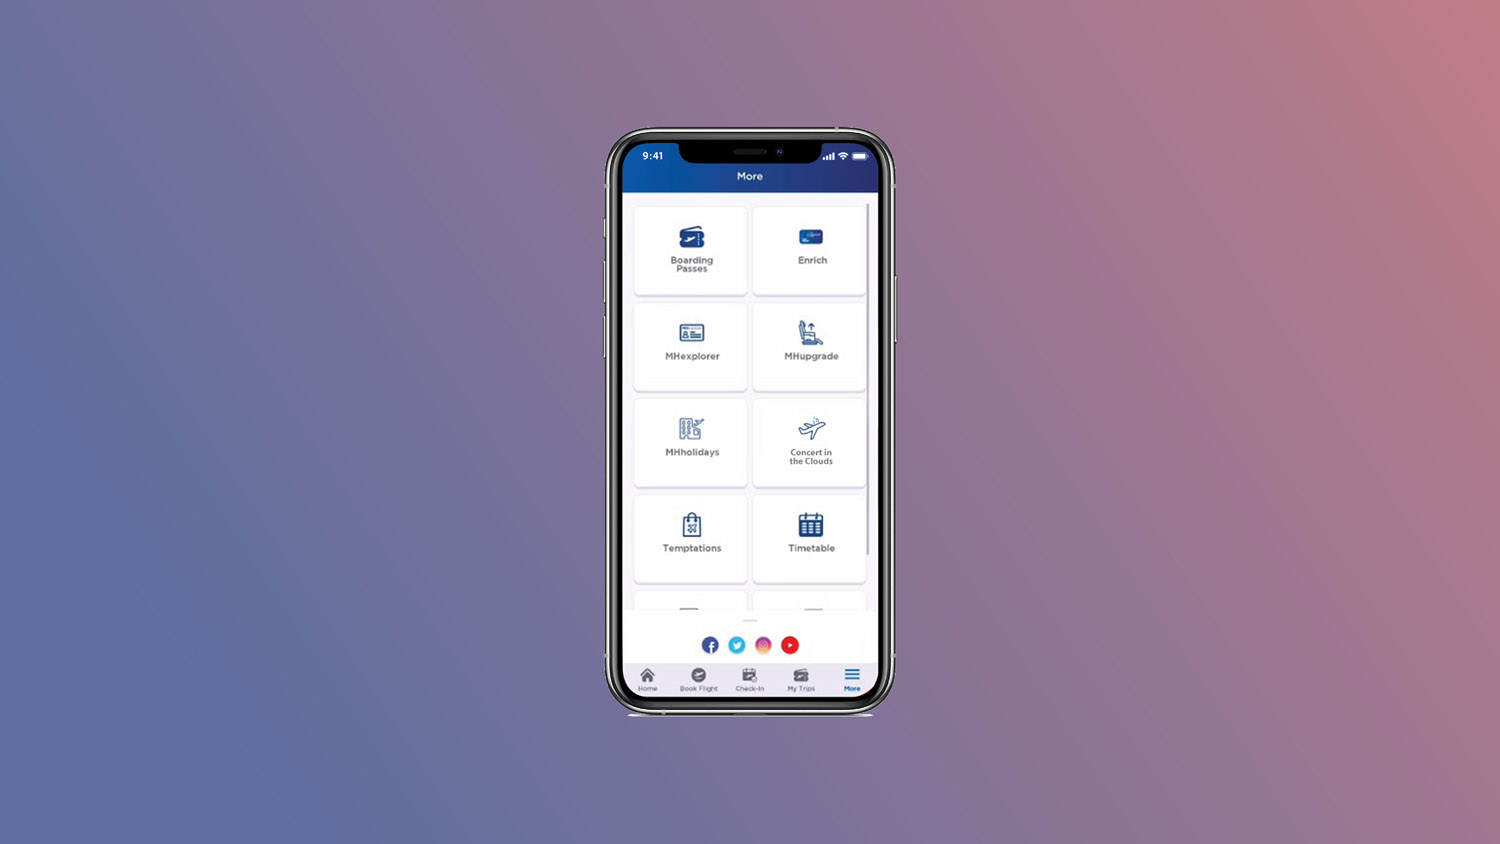 9:41
More
Boarding
Passes
Enrich
MHexplorer
MHupgrade
MHholidays
Concert in
the Clouds
Temptations
Timetable
Home
Book Flight
Check-In
My Trips
More